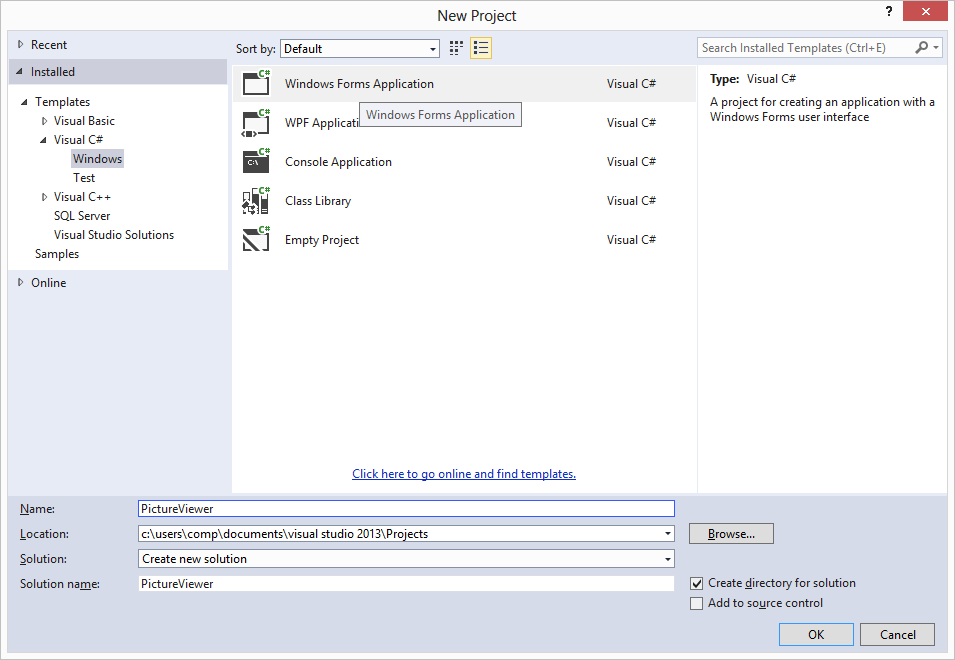 New Project
?
Recent
Installed
Templates
Visual Basic
Visual C#
Windows
Test
Visual C++
SQL Server
Visual Studio Solutions
Samples
Online
Sort by: Default
C# Windows Forms Application Visual C#
Windows Forms Application
C# WPF Applicati Visual C#
C# C:\ Console Application Visual C#
C# Class Library Visual C#
C# Empty Project Visual C#
Click here to go online and find templates.
Search Installed Templates (Ctrl+E)
Type: Visual C#
A project for creating an application with a
Windows Forms user interface
Name: PictureViewer
Location: c:\users\comp\documents\visual studio 2013\Projects Browse...
Solution: Create new solution
Solution name: PictureViewer
Create directory for solution
Add to source control
OK Cancel